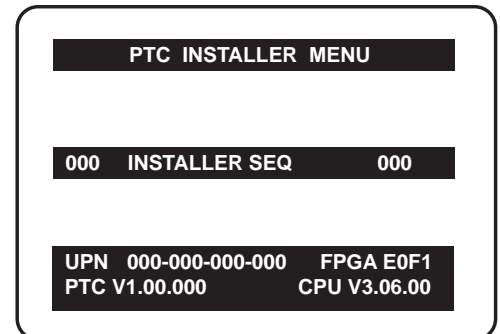 PTC INSTALLER MENU
000 INSTALLER SEQ 000
UPN 000-000-000-000 FPGA E0F1
PTC V1.00.000 CPU V3.06.00